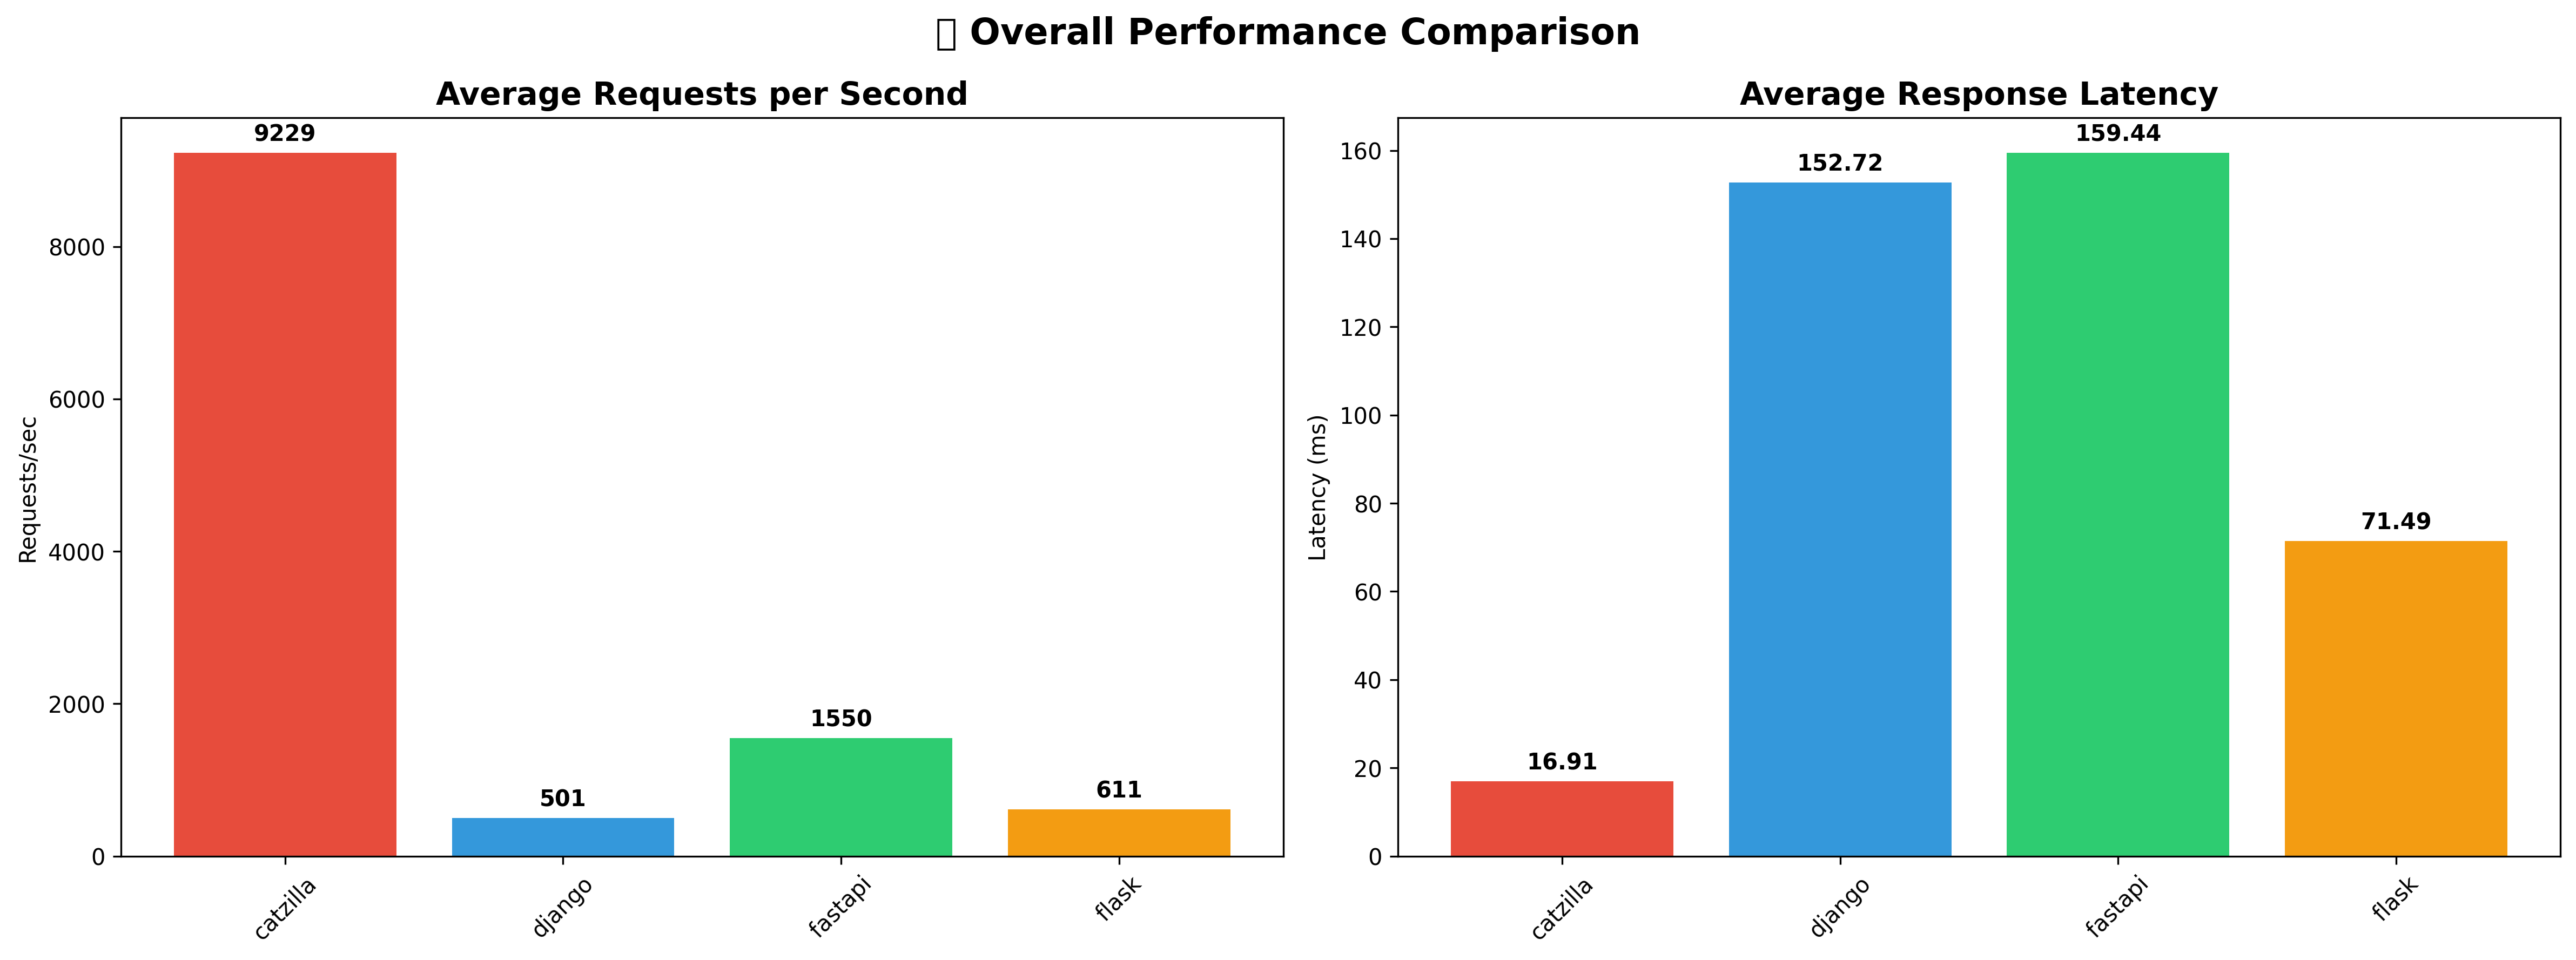 Overall Performance Comparison
Average Requests per Second
9229
8000
6000
4000
2000
0
Requests/sec
501
1550
611
catzilla
django
fastapi
flask
Average Response Latency
159.44
152.72
71.49
16.91
160
140
120
100
80
60
40
20
0
Latency (ms)
catzilla
django
fastapi
flask